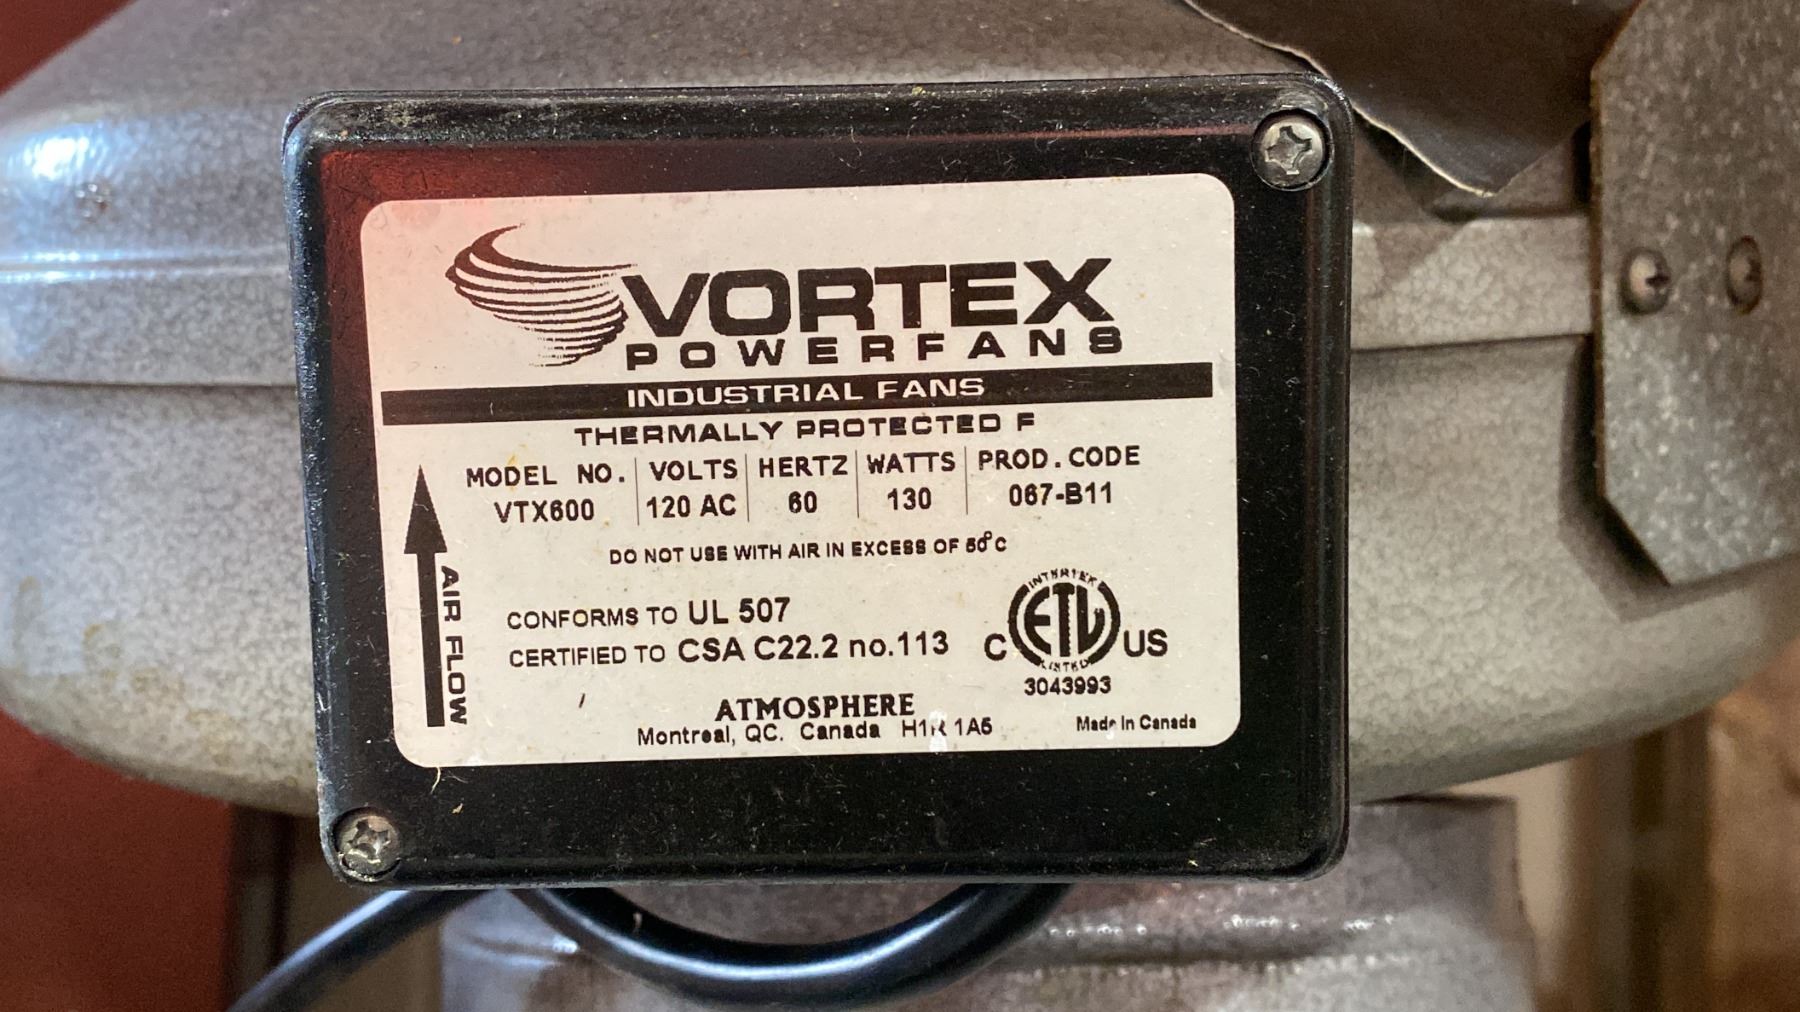 VORTEX
POWERFANS
INDUSTRIAL FANS
THERMALLY PROTECTED F
MODEL NO. VOLTS HERTZ WATTS PROD. CODE
VTX600 120 AC 60 130 067-B11
DO NOT USE WITH AIR IN EXCESS OF 60°C
AIR FLOW
CONFORMS TO UL 507
CERTIFIED TO CSA C22.2 no.113
INTERTEK
C ETL US
LISTED
3043993
ATMOSPHERE
Montreal, QC. Canada H1R 1A5
Made In Canada